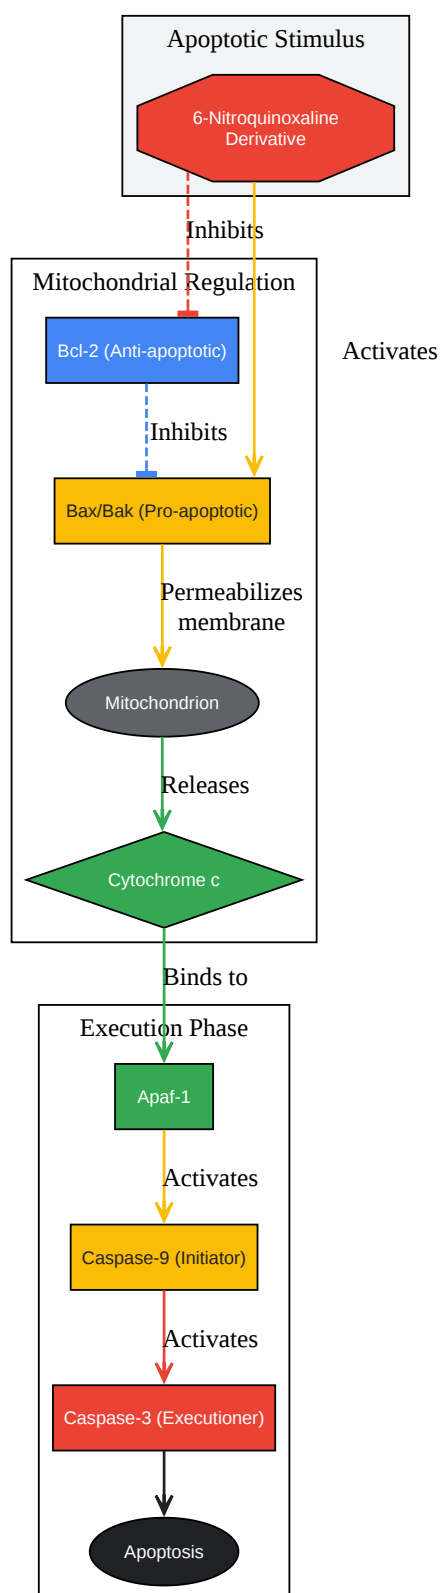 Apoptotic Stimulus
6-Nitroquinoxaline
Derivative
Inhibits
Mitochondrial Regulation
Bcl-2 (Anti-apoptotic)
Activates
Inhibits
Bax/Bak (Pro-apoptotic)
Permeabilizes
membrane
Mitochondrion
Releases
Cytochrome c
Binds to
Execution Phase
Apaf-1
Activates
Caspase-9 (Initiator)
Activates
Caspase-3 (Executioner)
Apoptosis